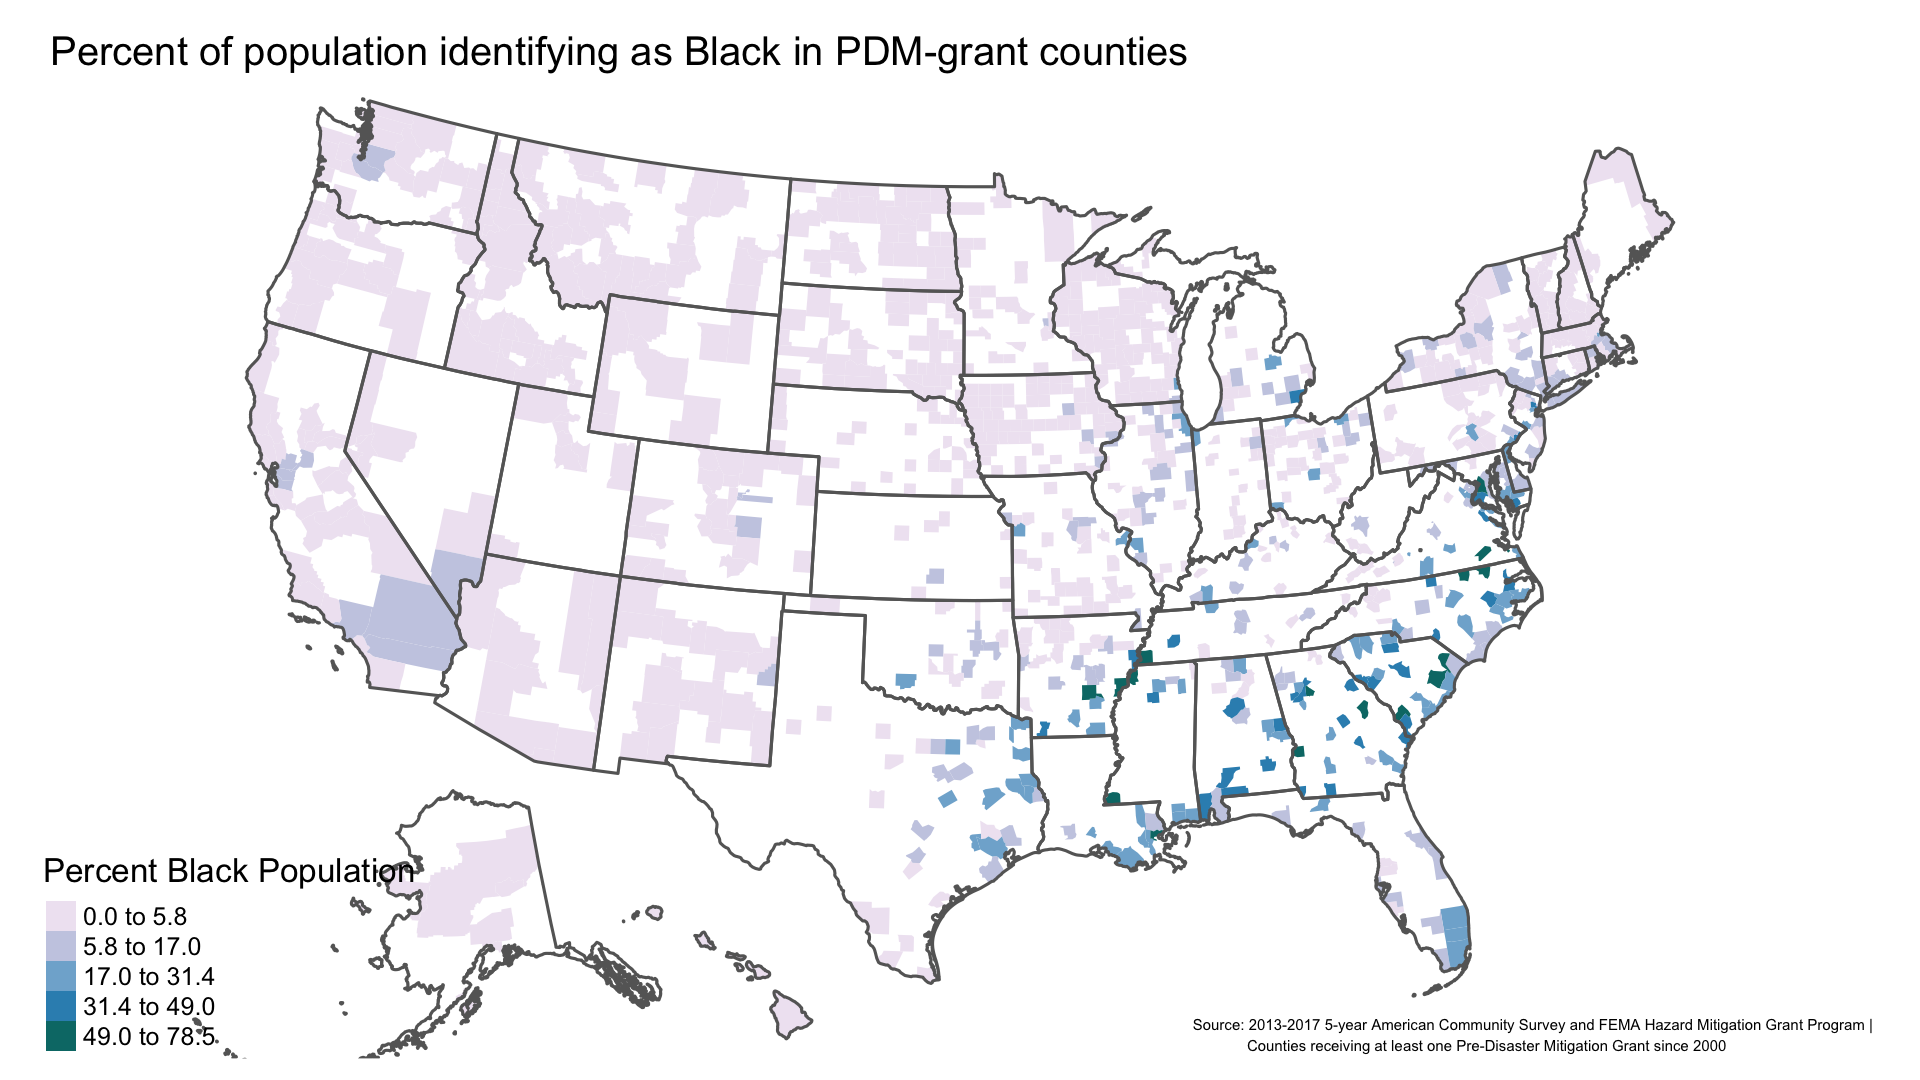 Percent of population identifying as Black in PDM-grant counties
Percent Black Population
0.0 to 5.8
5.8 to 17.0
17.0 to 31.4
31.4 to 49.0
49.0 to 78.5
Source: 2013-2017 5-year American Community Survey and FEMA Hazard Mitigation Grant Program |
Counties receiving at least one Pre-Disaster Mitigation Grant since 2000